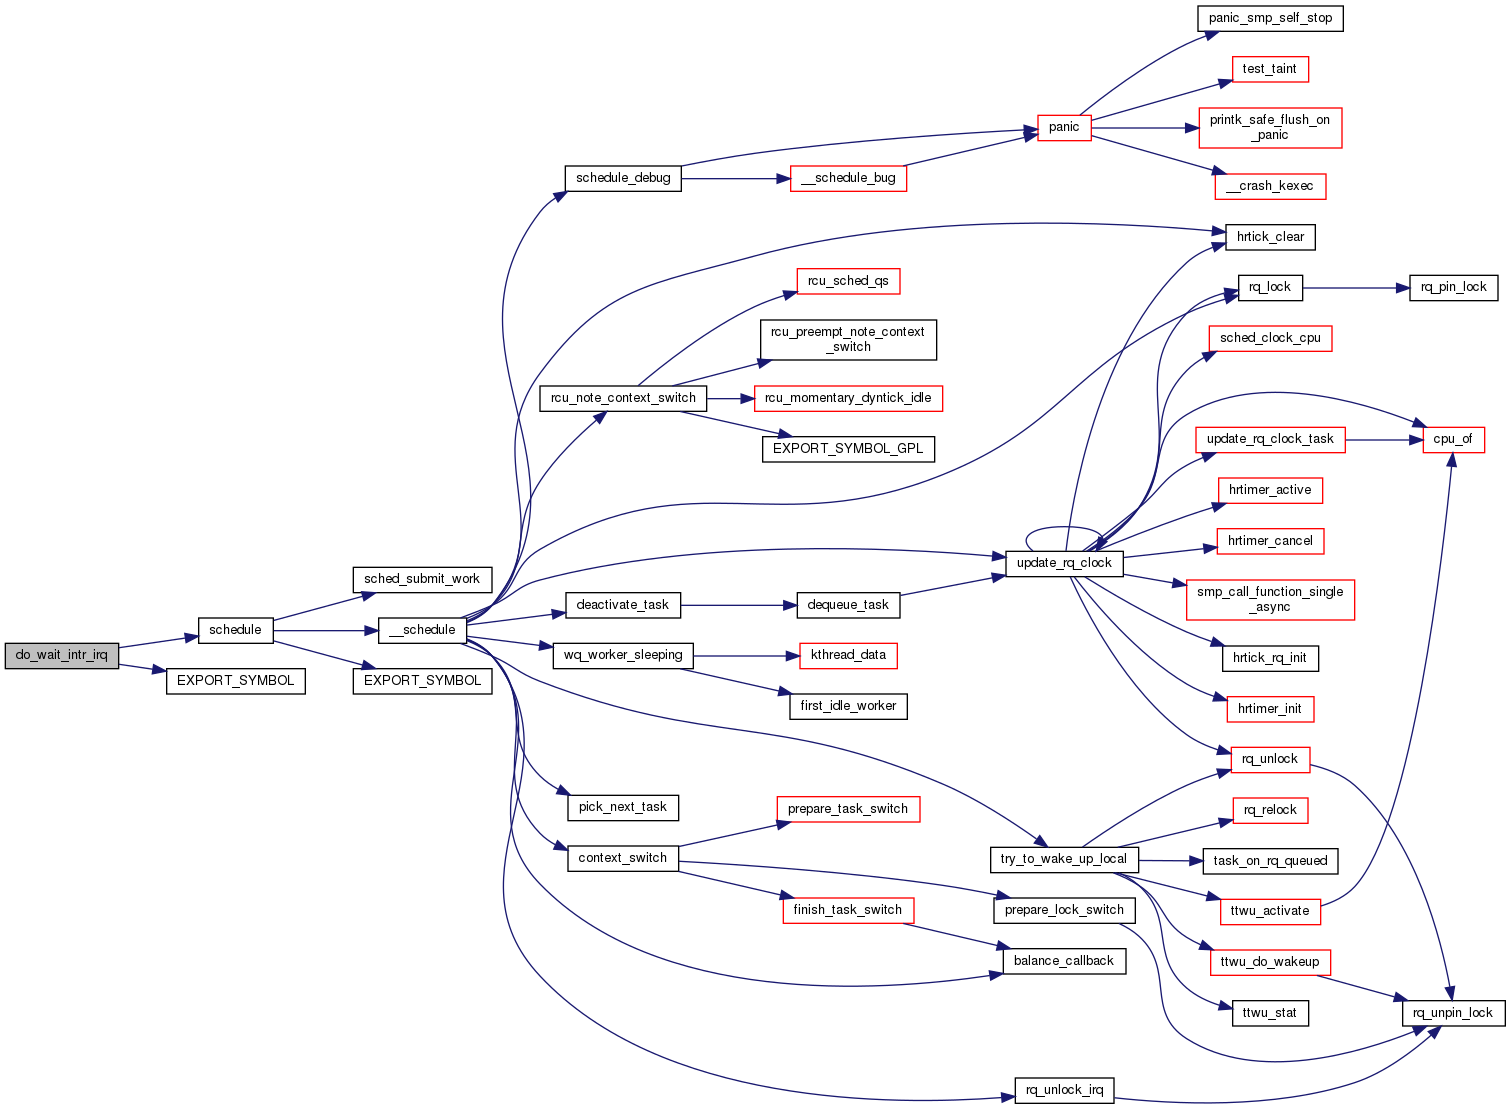 panic_smp_self_stop
test_taint
panic
printk_safe_flush_on
_panic
schedule_debug
__schedule_bug
__crash_kexec
hrtick_clear
rcu_sched_qs
rq_lock
rq_pin_lock
rcu_preempt_note_context
_switch
sched_clock_cpu
rcu_note_context_switch
rcu_momentary_dyntick_idle
EXPORT_SYMBOL_GPL
update_rq_clock_task
cpu_of
hrtimer_active
hrtimer_cancel
update_rq_clock
sched_submit_work
smp_call_function_single
_async
deactivate_task
dequeue_task
schedule
__schedule
do_wait_intr_irq
wq_worker_sleeping
kthread_data
hrtick_rq_init
EXPORT_SYMBOL
EXPORT_SYMBOL
first_idle_worker
hrtimer_init
rq_unlock
pick_next_task
prepare_task_switch
rq_relock
context_switch
try_to_wake_up_local
task_on_rq_queued
finish_task_switch
prepare_lock_switch
ttwu_activate
balance_callback
ttwu_do_wakeup
ttwu_stat
rq_unpin_lock
rq_unlock_irq